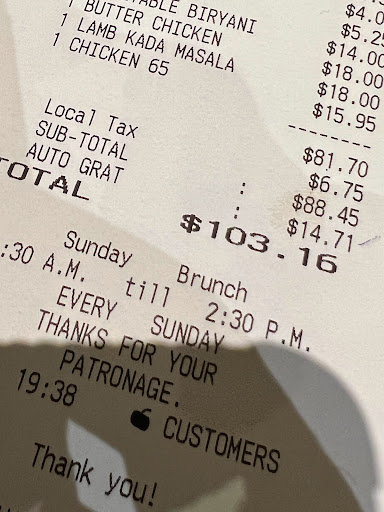 $4.0
$5.2
TABLE BIRYANI $14.00
1 BUTTER CHICKEN $18.00
1 LAMB KADA MASALA $18.00
1 CHICKEN 65 $15.95
----------
$81.70
Local Tax $6.75
SUB-TOTAL : $88.45
AUTO GRAT : $14.71
TOTAL $103.16
Sunday Brunch
:30 A.M. till 2:30 P.M.
EVERY SUNDAY
THANKS FOR YOUR
PATRONAGE.
19:38 6 CUSTOMERS
Thank you!